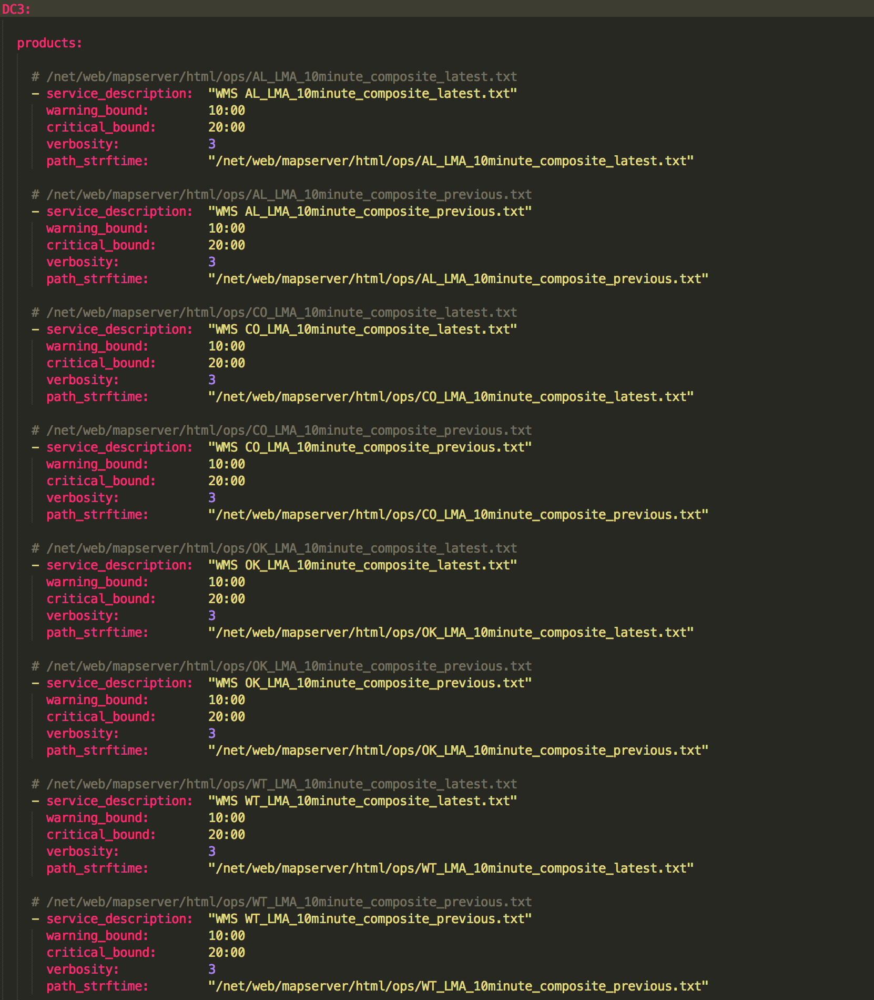 DC3:
products:
# /net/web/mapserver/html/ops/AL_LMA_10minute_composite_latest.txt
- service_description:  "WMS AL_LMA_10minute_composite_latest.txt"
warning_bound:        10:00
critical_bound:       20:00
verbosity:            3
path_strftime:        "/net/web/mapserver/html/ops/AL_LMA_10minute_composite_latest.txt"
# /net/web/mapserver/html/ops/AL_LMA_10minute_composite_previous.txt
- service_description:  "WMS AL_LMA_10minute_composite_previous.txt"
warning_bound:        10:00
critical_bound:       20:00
verbosity:            3
path_strftime:        "/net/web/mapserver/html/ops/AL_LMA_10minute_composite_previous.txt"
# /net/web/mapserver/html/ops/CO_LMA_10minute_composite_latest.txt
- service_description:  "WMS CO_LMA_10minute_composite_latest.txt"
warning_bound:        10:00
critical_bound:       20:00
verbosity:            3
path_strftime:        "/net/web/mapserver/html/ops/CO_LMA_10minute_composite_latest.txt"
# /net/web/mapserver/html/ops/CO_LMA_10minute_composite_previous.txt
- service_description:  "WMS CO_LMA_10minute_composite_previous.txt"
warning_bound:        10:00
critical_bound:       20:00
verbosity:            3
path_strftime:        "/net/web/mapserver/html/ops/CO_LMA_10minute_composite_previous.txt"
# /net/web/mapserver/html/ops/OK_LMA_10minute_composite_latest.txt
- service_description:  "WMS OK_LMA_10minute_composite_latest.txt"
warning_bound:        10:00
critical_bound:       20:00
verbosity:            3
path_strftime:        "/net/web/mapserver/html/ops/OK_LMA_10minute_composite_latest.txt"
# /net/web/mapserver/html/ops/OK_LMA_10minute_composite_previous.txt
- service_description:  "WMS OK_LMA_10minute_composite_previous.txt"
warning_bound:        10:00
critical_bound:       20:00
verbosity:            3
path_strftime:        "/net/web/mapserver/html/ops/OK_LMA_10minute_composite_previous.txt"
# /net/web/mapserver/html/ops/WT_LMA_10minute_composite_latest.txt
- service_description:  "WMS WT_LMA_10minute_composite_latest.txt"
warning_bound:        10:00
critical_bound:       20:00
verbosity:            3
path_strftime:        "/net/web/mapserver/html/ops/WT_LMA_10minute_composite_latest.txt"
# /net/web/mapserver/html/ops/WT_LMA_10minute_composite_previous.txt
- service_description:  "WMS WT_LMA_10minute_composite_previous.txt"
warning_bound:        10:00
critical_bound:       20:00
verbosity:            3
path_strftime:        "/net/web/mapserver/html/ops/WT_LMA_10minute_composite_previous.txt"